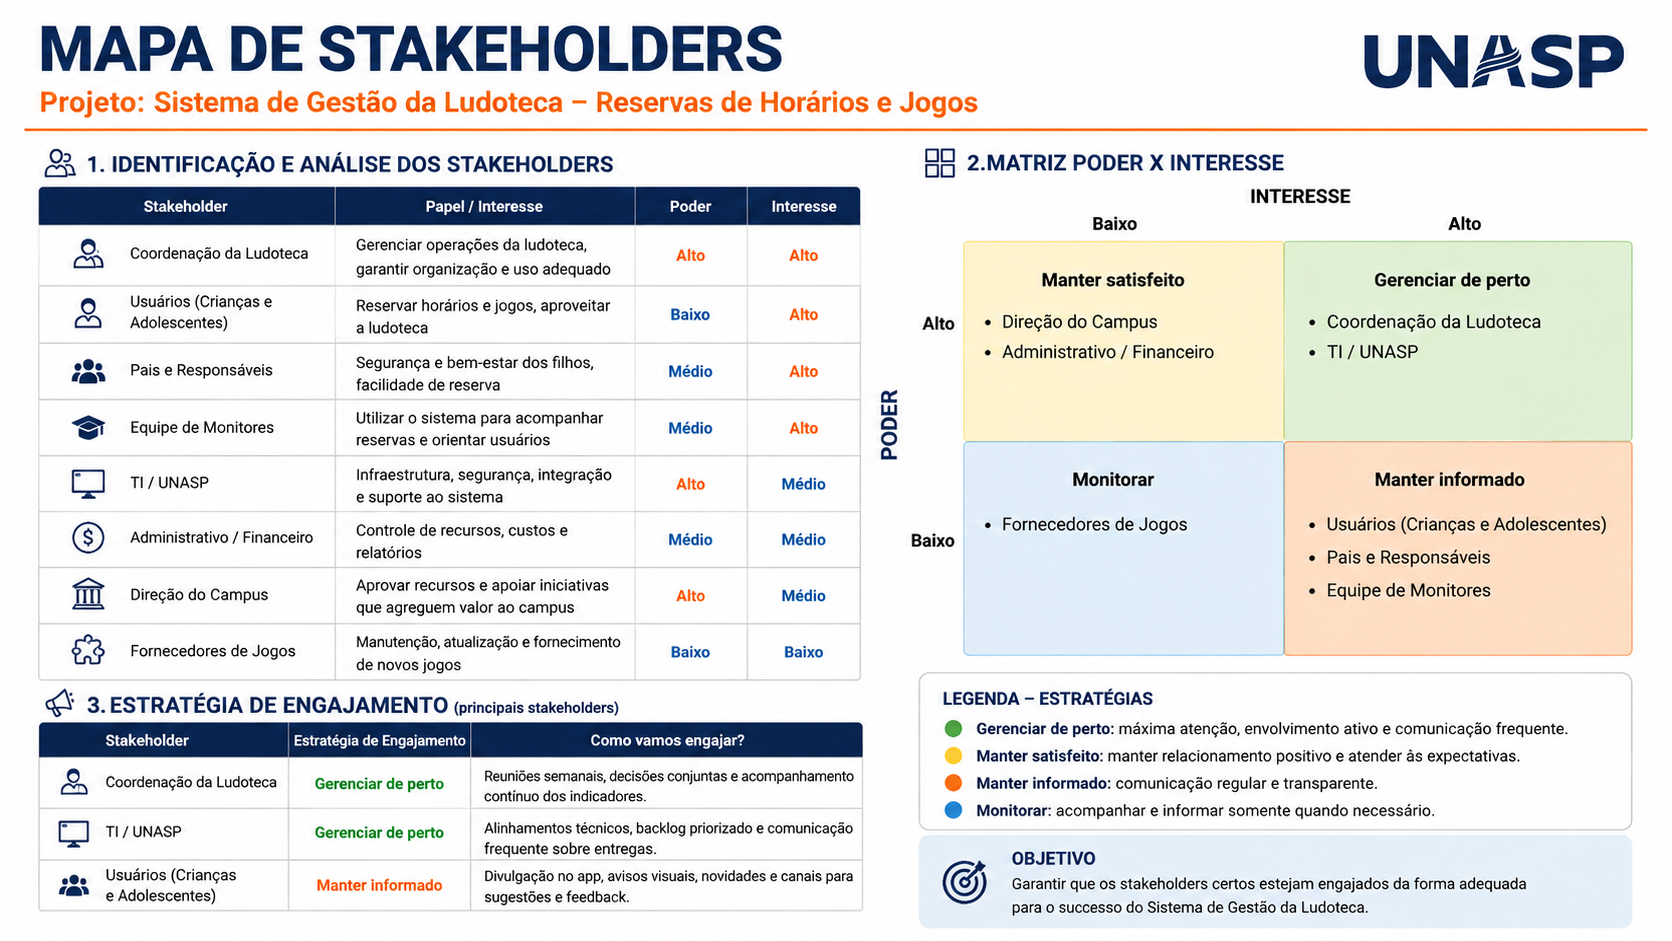 MAPA DE STAKEHOLDERS
Projeto: Sistema de Gestão da Ludoteca – Reservas de Horários e Jogos
UNASP
1. IDENTIFICAÇÃO E ANÁLISE DOS STAKEHOLDERS
Stakeholder Papel / Interesse Poder Interesse
Coordenação da Ludoteca
Gerenciar operações da ludoteca,
garantir organização e uso adequado
Alto Alto
Usuários (Crianças e
Adolescentes)
Reservar horários e jogos, aproveitar
a ludoteca
Baixo Alto
Pais e Responsáveis
Segurança e bem-estar dos filhos,
facilidade de reserva
Médio Alto
Equipe de Monitores
Utilizar o sistema para acompanhar
reservas e orientar usuários
Médio Alto
TI / UNASP
Infraestrutura, segurança, integração
e suporte ao sistema
Alto Médio
Administrativo / Financeiro
Controle de recursos, custos e
relatórios
Médio Médio
Direção do Campus
Aprovar recursos e apoiar iniciativas
que agreguem valor ao campus
Alto Médio
Fornecedores de Jogos
Manutenção, atualização e fornecimento
de novos jogos
Baixo Baixo
2.MATRIZ PODER X INTERESSE
INTERESSE
Baixo Alto
PODER
Alto
Manter satisfeito
• Direção do Campus
• Administrativo / Financeiro
Gerenciar de perto
• Coordenação da Ludoteca
• TI / UNASP
Baixo
Monitorar
• Fornecedores de Jogos
Manter informado
• Usuários (Crianças e Adolescentes)
• Pais e Responsáveis
• Equipe de Monitores
3. ESTRATÉGIA DE ENGAJAMENTO (principais stakeholders)
Stakeholder Estratégia de Engajamento Como vamos engajar?
Coordenação da Ludoteca
Gerenciar de perto
Reuniões semanais, decisões conjuntas e acompanhamento
contínuo dos indicadores.
TI / UNASP
Gerenciar de perto
Alinhamentos técnicos, backlog priorizado e comunicação
frequente sobre entregas.
Usuários (Crianças
e Adolescentes)
Manter informado
Divulgação no app, avisos visuais, novidades e canais para
sugestões e feedback.
LEGENDA – ESTRATÉGIAS
Gerenciar de perto: máxima atenção, envolvimento ativo e comunicação frequente.
Manter satisfeito: manter relacionamento positivo e atender às expectativas.
Manter informado: comunicação regular e transparente.
Monitorar: acompanhar e informar somente quando necessário.
OBJETIVO
Garantir que os stakeholders certos estejam engajados da forma adequada
para o successo do Sistema de Gestão da Ludoteca.